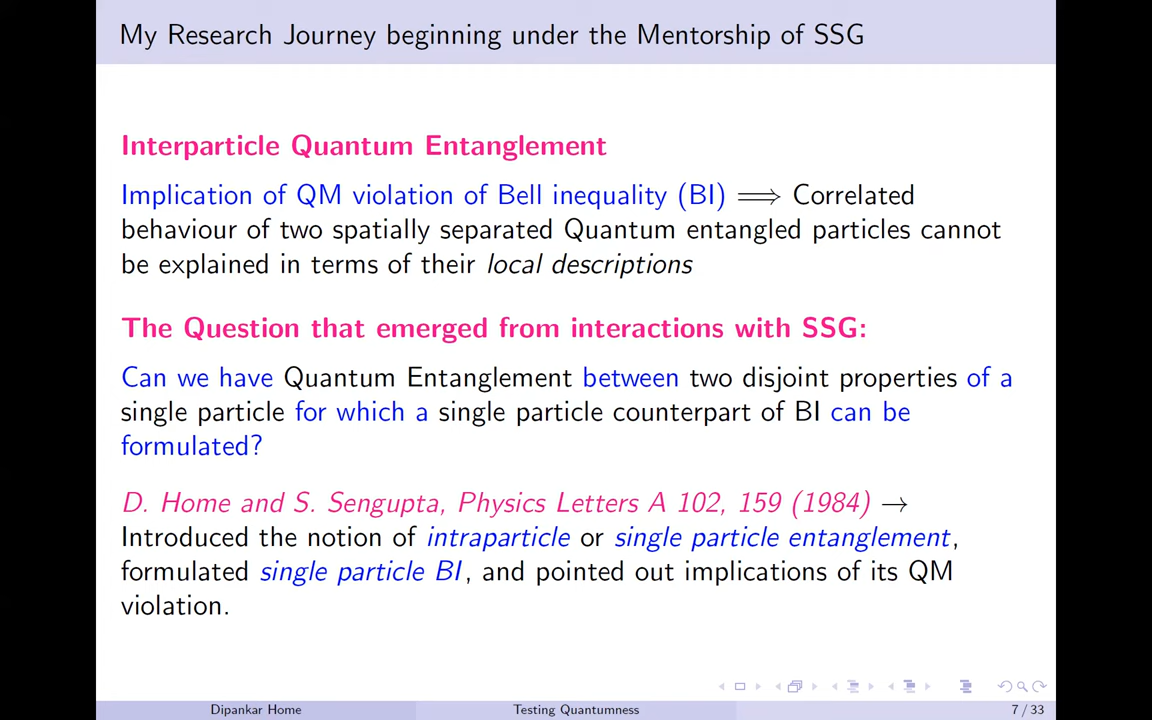 My Research Journey beginning under the Mentorship of SSG
Interparticle Quantum Entanglement
Implication of QM violation of Bell inequality (BI) ⟹ Correlated
behaviour of two spatially separated Quantum entangled particles cannot
be explained in terms of their local descriptions
The Question that emerged from interactions with SSG:
Can we have Quantum Entanglement between two disjoint properties of a
single particle for which a single particle counterpart of BI can be
formulated?
D. Home and S. Sengupta, Physics Letters A 102, 159 (1984) →
Introduced the notion of intraparticle or single particle entanglement,
formulated single particle BI, and pointed out implications of its QM
violation.
Dipankar Home Testing Quantumness 7 / 33